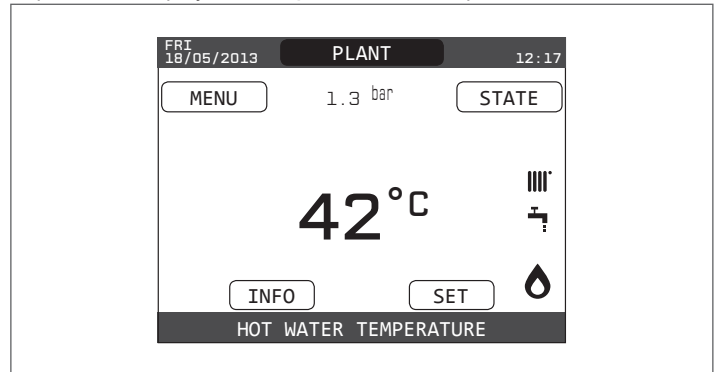 FRI
18/05/2013 PLANT 12:17
MENU 1.3 bar STATE
42°C
INFO SET
HOT WATER TEMPERATURE